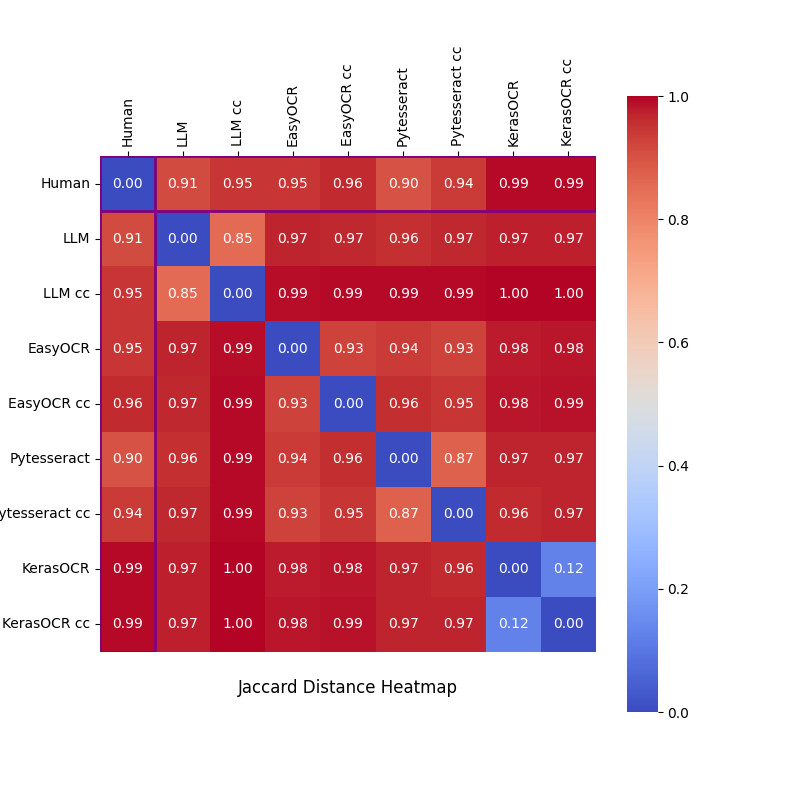 Human LLM LLM cc EasyOCR EasyOCR cc Pytesseract Pytesseract cc KerasOCR KerasOCR cc
Human 0.00 0.91 0.95 0.95 0.96 0.90 0.94 0.99 0.99
LLM 0.91 0.00 0.85 0.97 0.97 0.96 0.97 0.97 0.97
LLM cc 0.95 0.85 0.00 0.99 0.99 0.99 0.99 1.00 1.00
EasyOCR 0.95 0.97 0.99 0.00 0.93 0.94 0.93 0.98 0.98
EasyOCR cc 0.96 0.97 0.99 0.93 0.00 0.96 0.95 0.98 0.99
Pytesseract 0.90 0.96 0.99 0.94 0.96 0.00 0.87 0.97 0.97
ytesseract cc 0.94 0.97 0.99 0.93 0.95 0.87 0.00 0.96 0.97
KerasOCR 0.99 0.97 1.00 0.98 0.98 0.97 0.96 0.00 0.12
KerasOCR cc 0.99 0.97 1.00 0.98 0.99 0.97 0.97 0.12 0.00
Jaccard Distance Heatmap
1.0
0.8
0.6
0.4
0.2
0.0